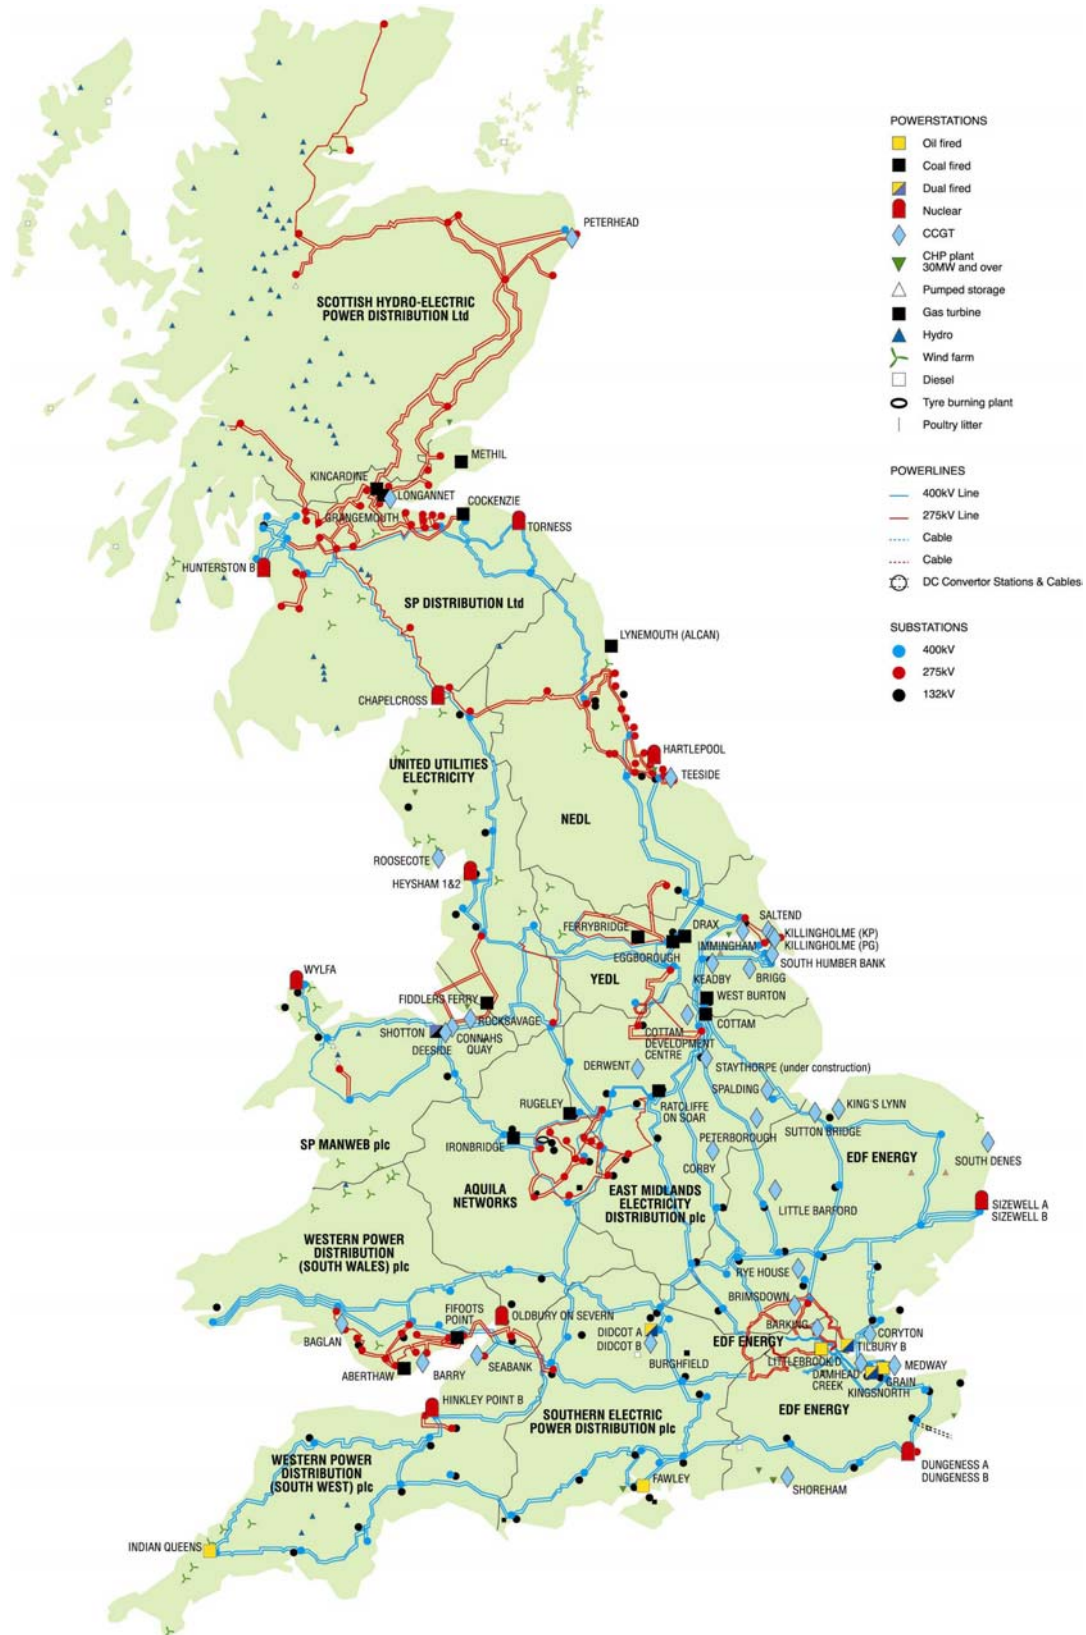 POWERSTATIONS
Oil fired
Coal fired
Dual fired
Nuclear
CCGT
CHP plant
30MW and over
Pumped storage
Gas turbine
Hydro
Wind farm
Diesel
Tyre burning plant
Poultry litter
POWERLINES
400kV Line
275kV Line
Cable
Cable
DC Convertor Stations & Cables
SUBSTATIONS
400kV
275kV
132kV
PETERHEAD
SCOTTISH HYDRO-ELECTRIC
POWER DISTRIBUTION Ltd
METHIL
KINCARDINE
LONGANNET
COCKENZIE
GRANGEMOUTH
TORNESS
HUNTERSTON B
SP DISTRIBUTION Ltd
LYNEMOUTH (ALCAN)
CHAPELCROSS
HARTLEPOOL
UNITED UTILITIES
ELECTRICITY
TEESIDE
NEDL
ROOSECOTE
HEYSHAM 1&2
SALTEND
FERRYBRIDGE
DRAX
KILLINGHOLME (KP)
IMMINGHAM
KILLINGHOLME (PG)
EGGBOROUGH
SOUTH HUMBER BANK
WYLFA
YEDL
KEADBY
BRIGG
FIDDLERS FERRY
WEST BURTON
ROCKSAVAGE
COTTAM
SHOTTON
CONNAHS
QUAY
DEESIDE
COTTAM
DEVELOPMENT
CENTRE
DERWENT
STAYTHORPE (under construction)
SPALDING
RUGELEY
RATCLIFFE
ON SOAR
KING'S LYNN
SUTTON BRIDGE
PETERBOROUGH
SP MANWEB plc
IRONBRIDGE
EDF ENERGY
SOUTH DENES
CORBY
AQUILA
NETWORKS
EAST MIDLANDS
ELECTRICITY
DISTRIBUTION plc
LITTLE BARFORD
SIZEWELL A
SIZEWELL B
WESTERN POWER
DISTRIBUTION
(SOUTH WALES) plc
RYE HOUSE
BRIMSDOWN
FIFOOTS
POINT
OLDBURY ON SEVERN
BARKING
CORYTON
BAGLAN
DIDCOT A
DIDCOT B
EDF ENERGY
TILBURY B
ABERTHAW
BARRY
SEABANK
BURGHFIELD
LITTLEBROOK D
MEDWAY
DAMHEAD
CREEK
GRAIN
KINGSNORTH
HINKLEY POINT B
SOUTHERN ELECTRIC
POWER DISTRIBUTION plc
EDF ENERGY
WESTERN POWER
DISTRIBUTION
(SOUTH WEST) plc
DUNGENESS A
DUNGENESS B
FAWLEY
SHOREHAM
INDIAN QUEENS